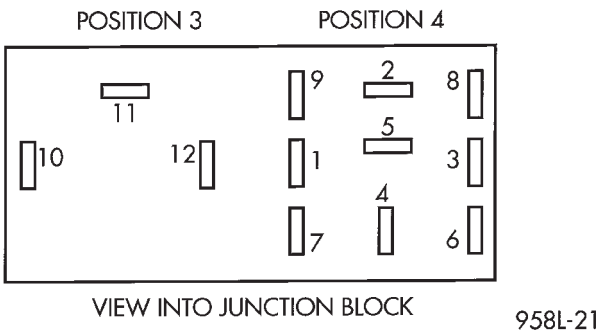 POSITION 3 POSITION 4
9 2 8
11
5
10 12 1 3
4
7 6
VIEW INTO JUNCTION BLOCK
958L-21